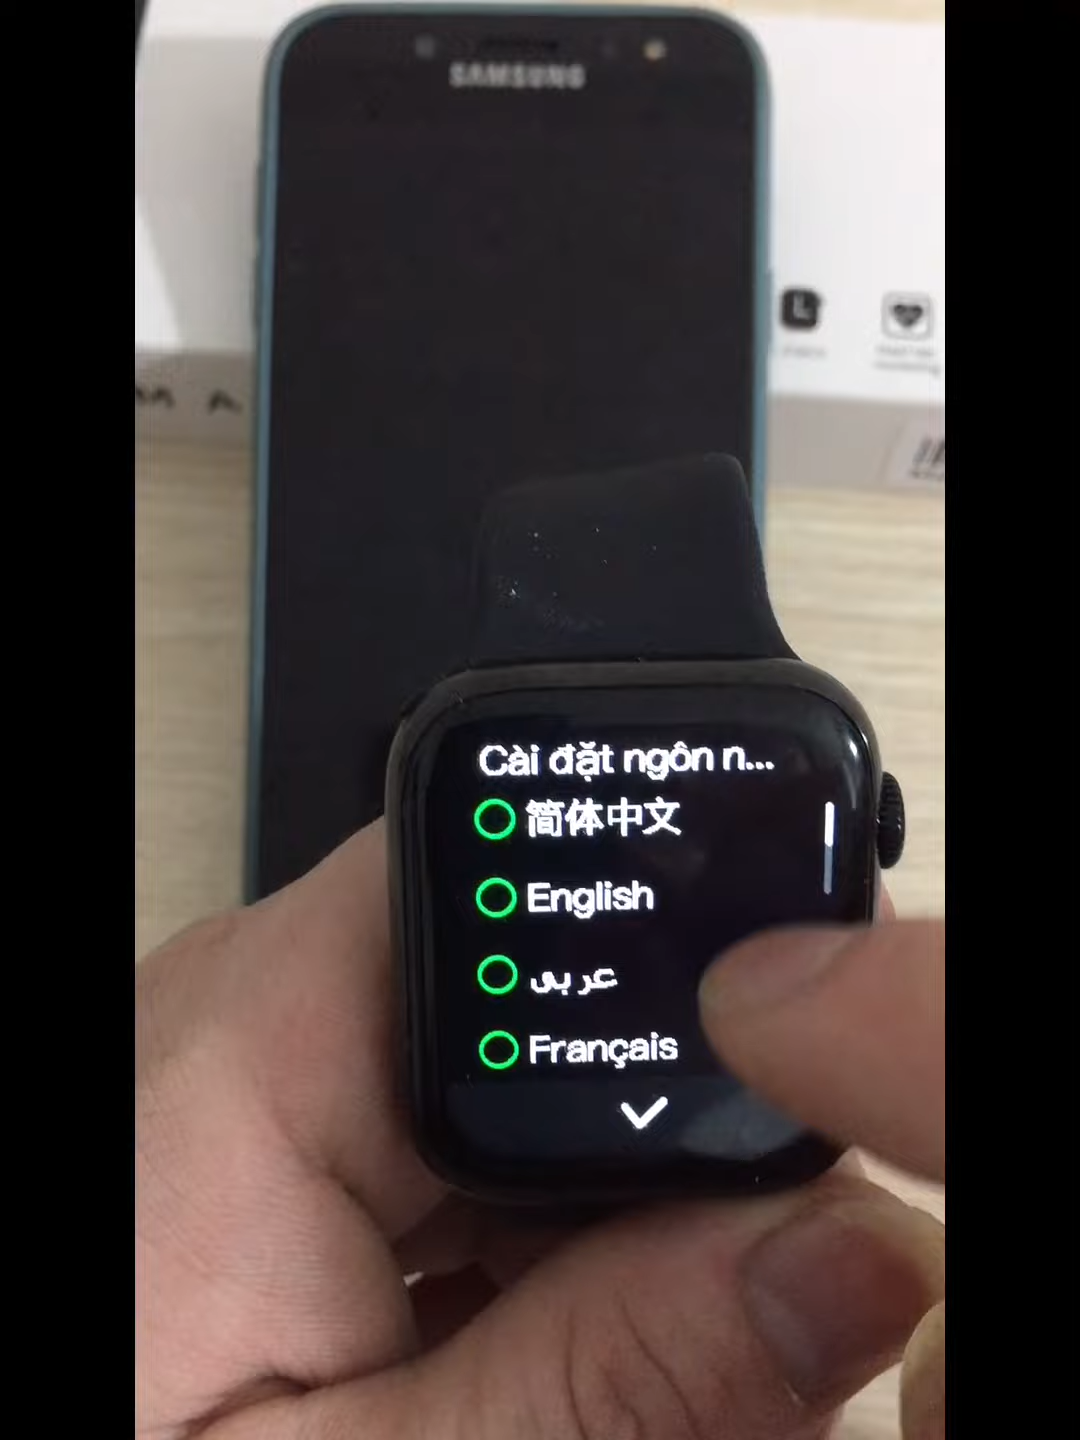 SAMSUNG
Cài đặt ngôn n...
简体中文
English
عربى
Français